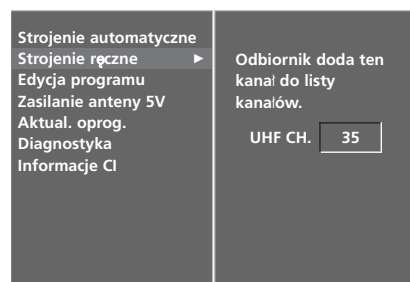 Strojenie automatyczne
Strojenie ręczne ►
Edycja programu
Zasilanie anteny 5V
Aktual. oprog.
Diagnostyka
Informacje CI
Odbiornik doda ten
kanał do listy
kanałów.
UHF CH. 35